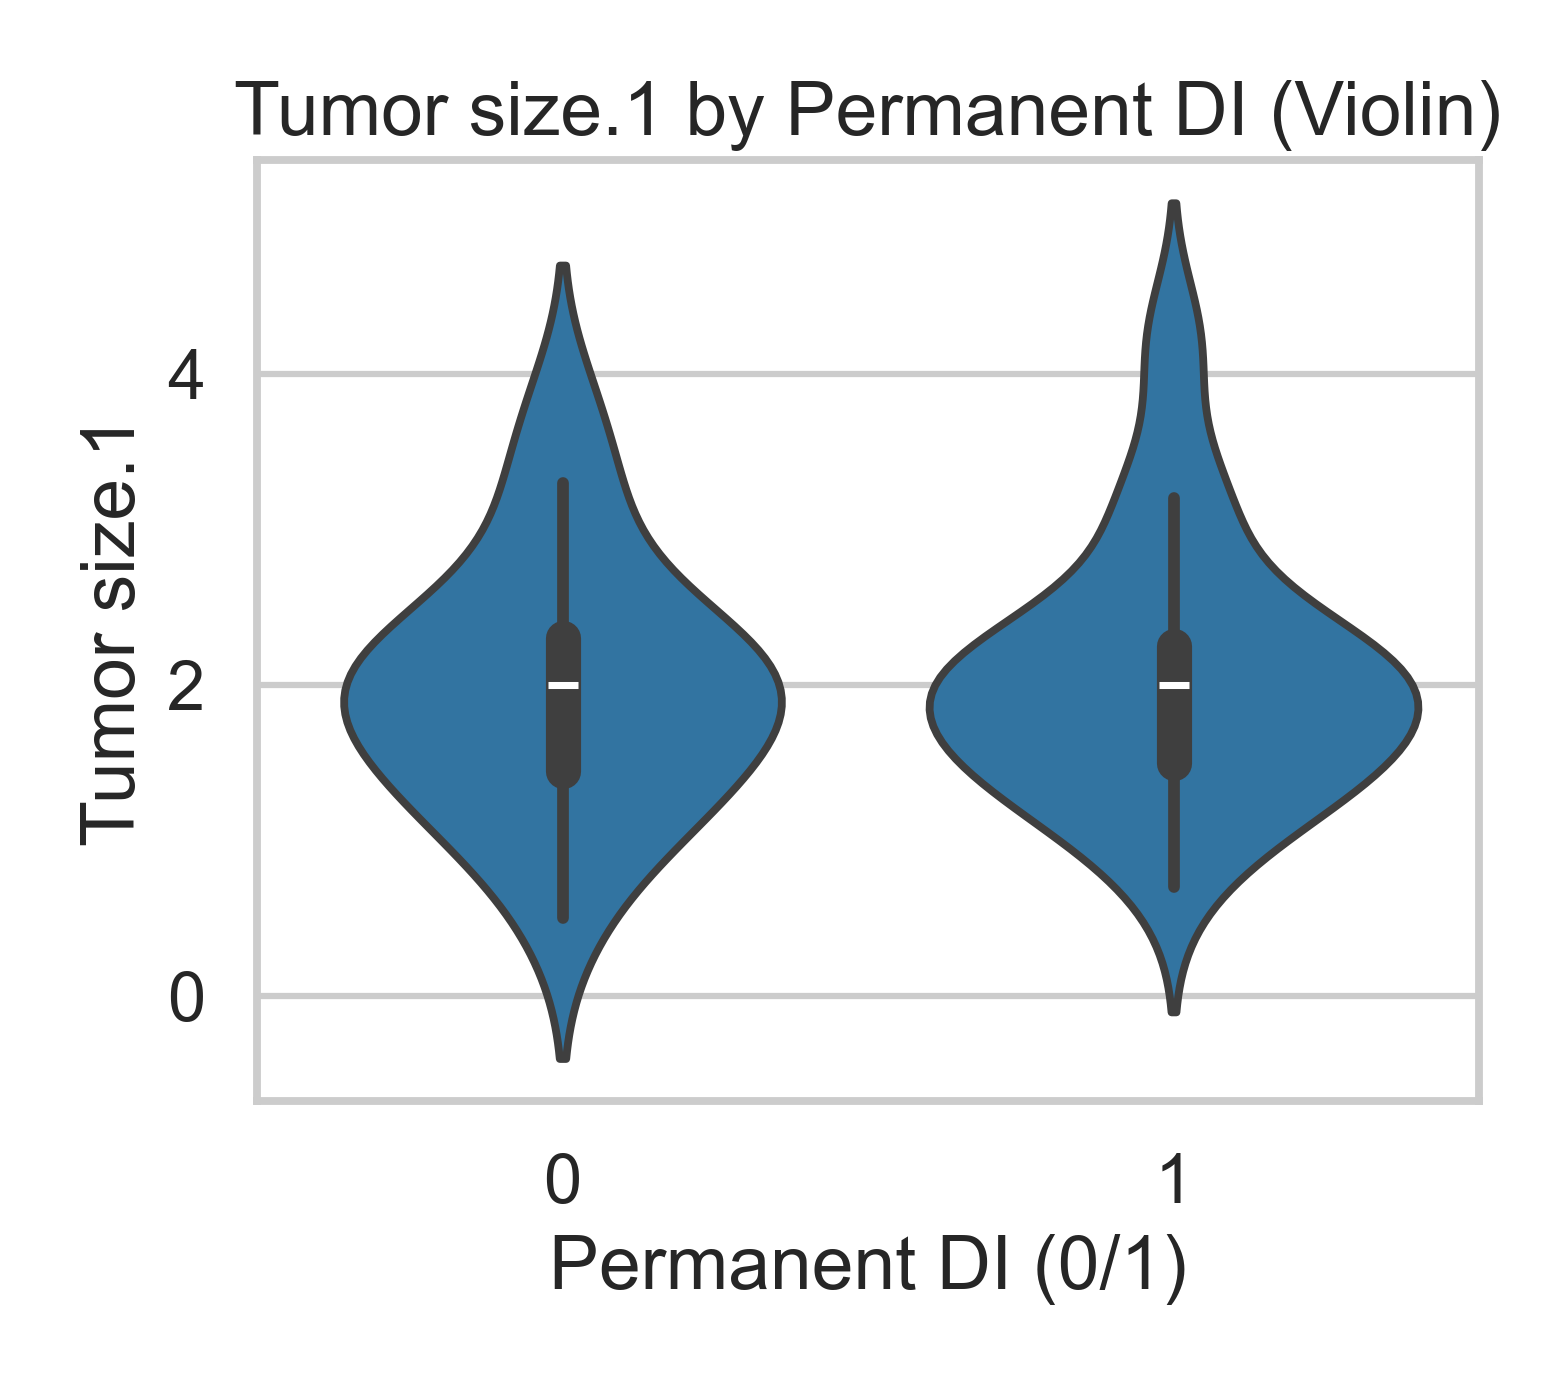 Tumor size.1 by Permanent DI (Violin)
Tumor size.1
4
2
0
0
1
Permanent DI (0/1)